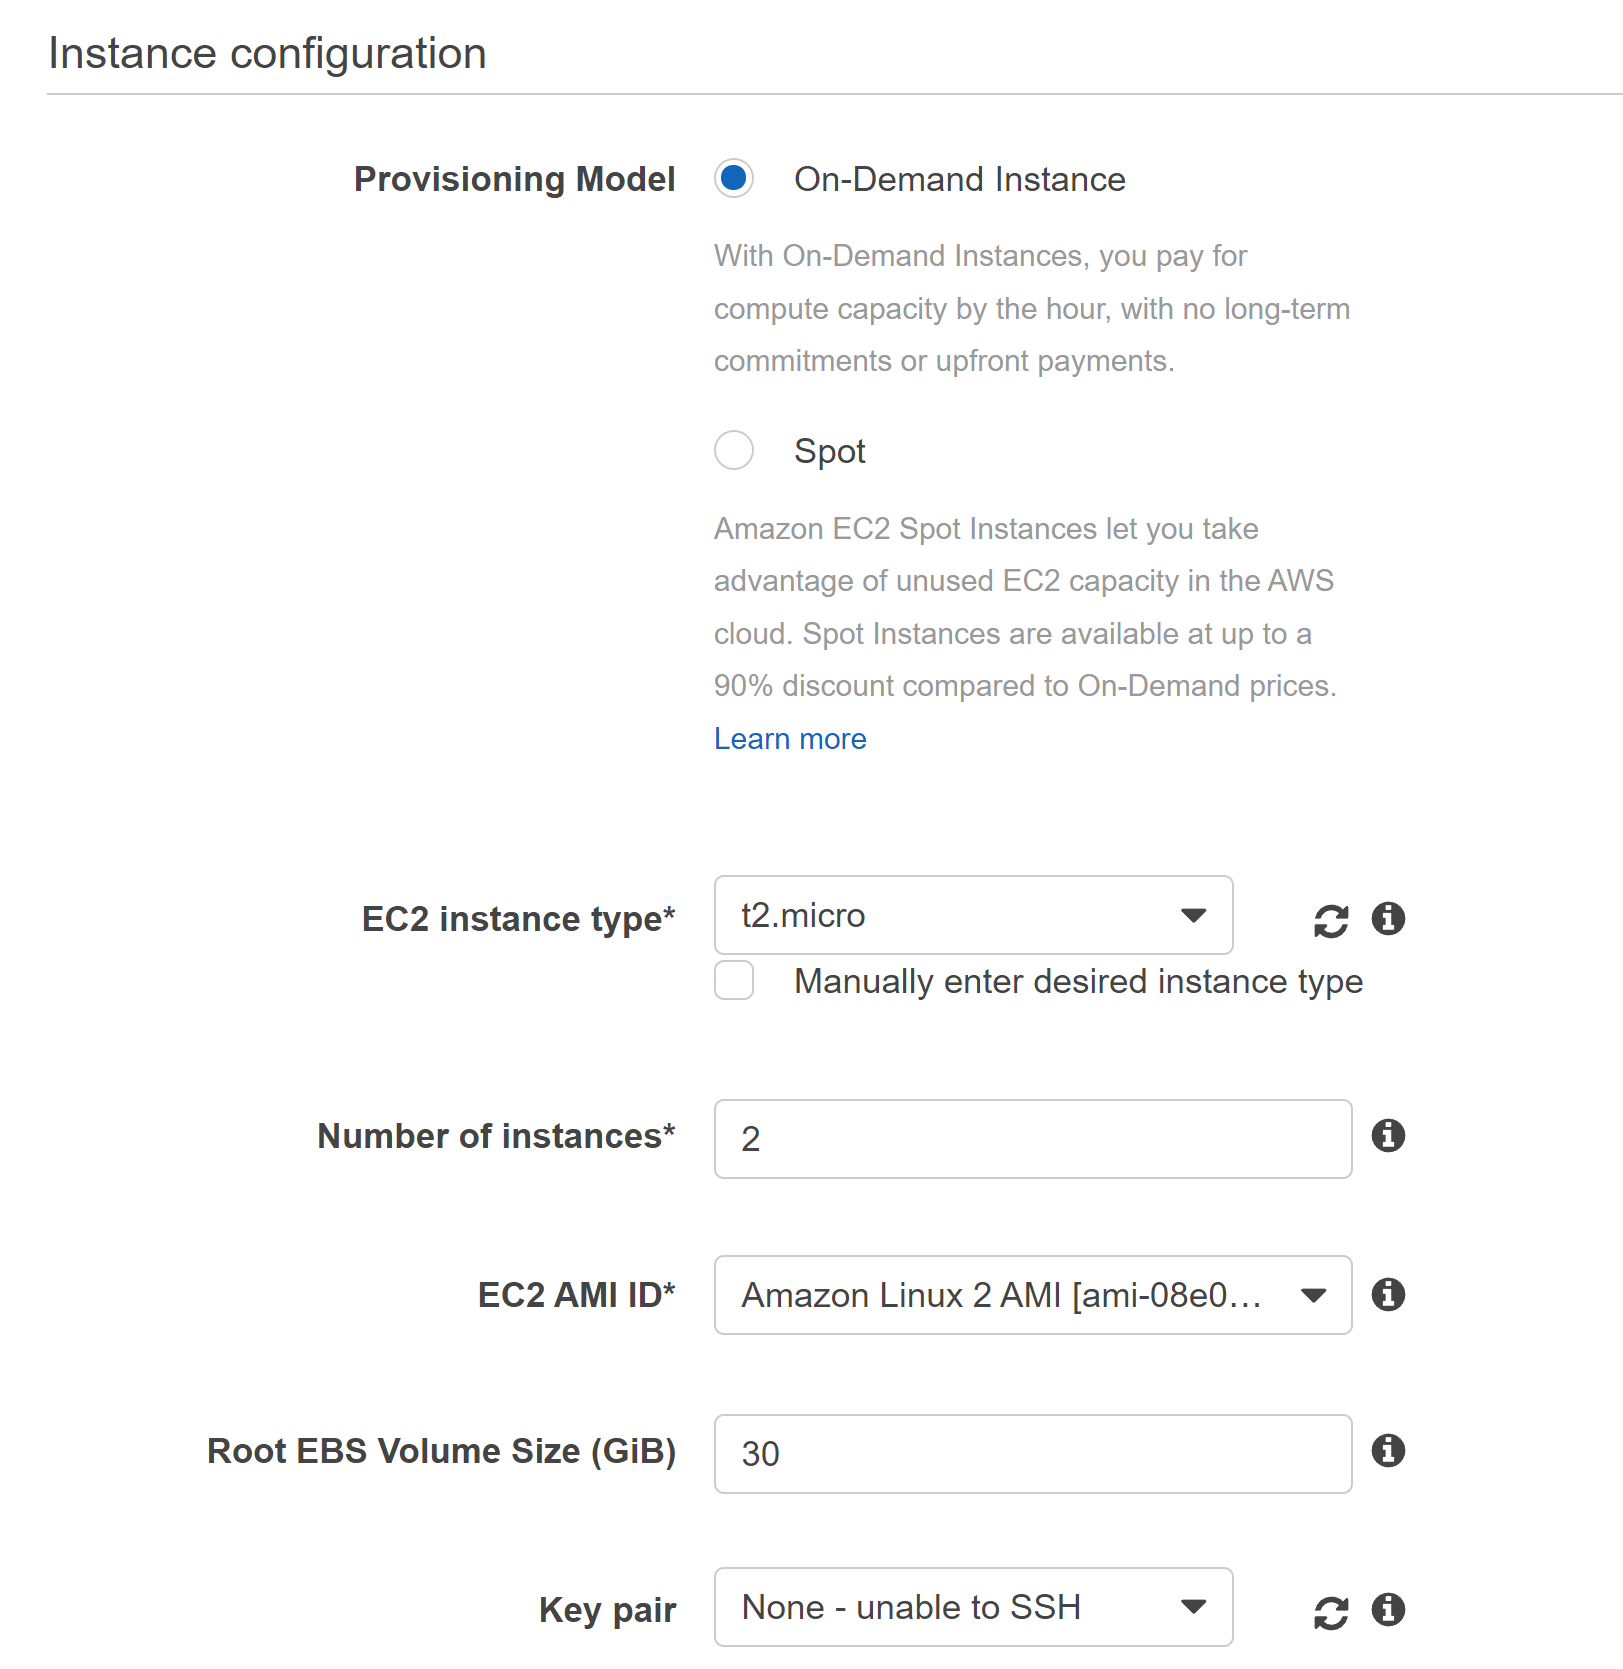 Instance configuration
Provisioning Model
On-Demand Instance
With On-Demand Instances, you pay for
compute capacity by the hour, with no long-term
commitments or upfront payments.
Spot
Amazon EC2 Spot Instances let you take
advantage of unused EC2 capacity in the AWS
cloud. Spot Instances are available at up to a
90% discount compared to On-Demand prices.
Learn more
EC2 instance type*
t2.micro
Manually enter desired instance type
Number of instances*
2
EC2 AMI ID*
Amazon Linux 2 AMI [ami-08e0…
Root EBS Volume Size (GiB)
30
Key pair
None - unable to SSH